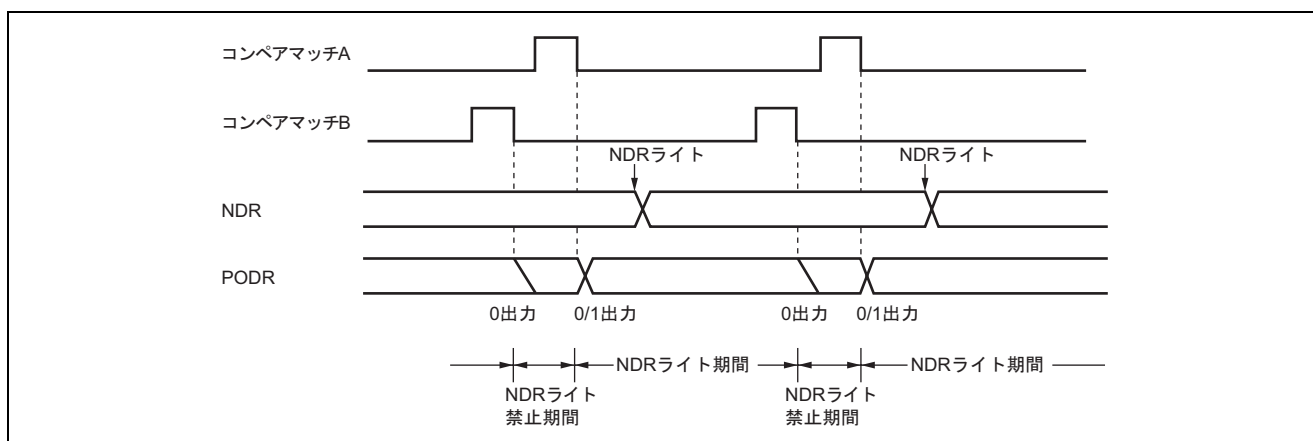 コンペアマッチA
コンペアマッチB
NDRライト
NDRライト
NDR
PODR
0出力
0/1出力
0出力
0/1出力
NDRライト期間
NDRライト期間
NDRライト
禁止期間
NDRライト
禁止期間